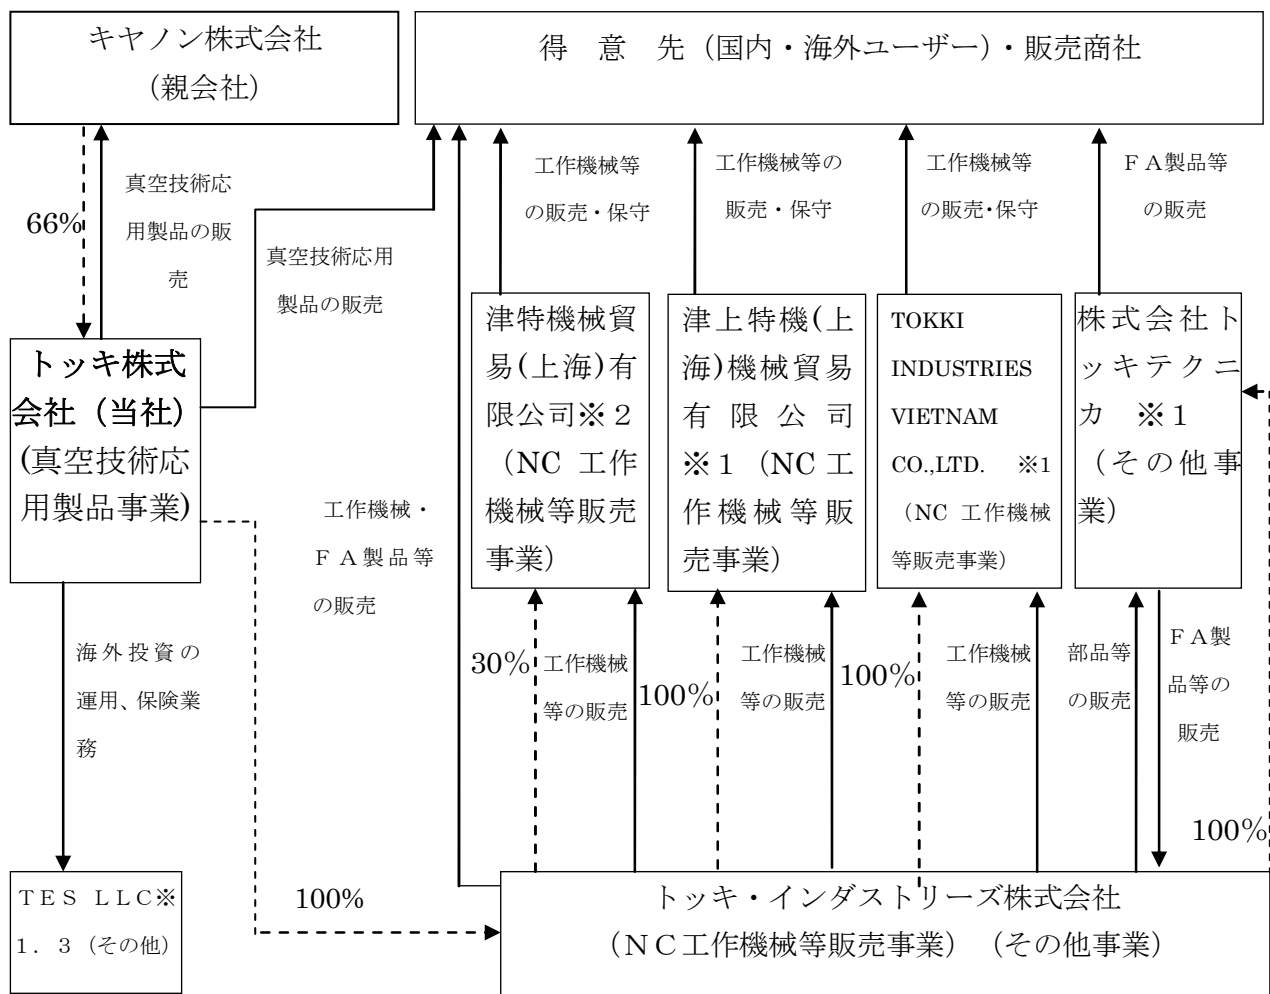 キヤノン株式会社
(親会社)
得 意 先(国内・海外ユーザー)・販売商社
66%
真空技術応
用製品の販
売
真空技術応用
製品の販売
工作機械等
の販売・保守
工作機械等の
販売・保守
工作機械等
の販売・保守
FA製品等
の販売
トッキ株式
会社(当社)
(真空技術応
用製品事業)
津特機械貿
易(上海)有
限公司※2
(NC 工作
機械等販売
事業)
津上特機(上
海)機械貿易
有限公司
※1(NC工
作機械等販
売事業)
TOKKI
INDUSTRIES
VIETNAM
CO.,LTD. ※1
(NC 工作機械
等販売事業)
株式会社ト
ッキテクニ
カ ※1
(その他事
業)
工作機械・
FA製品等
の販売
海外投資の
運用、保険業
務
30%
工作機械
等の販売
100%
工作機械
等の販売
100%
工作機械
等の販売
部品等
の販売
FA製
品等の
販売
100%
TES LLC※
1.3(その他)
100%
トッキ・インダストリーズ株式会社
(NC工作機械等販売事業)(その他事業)